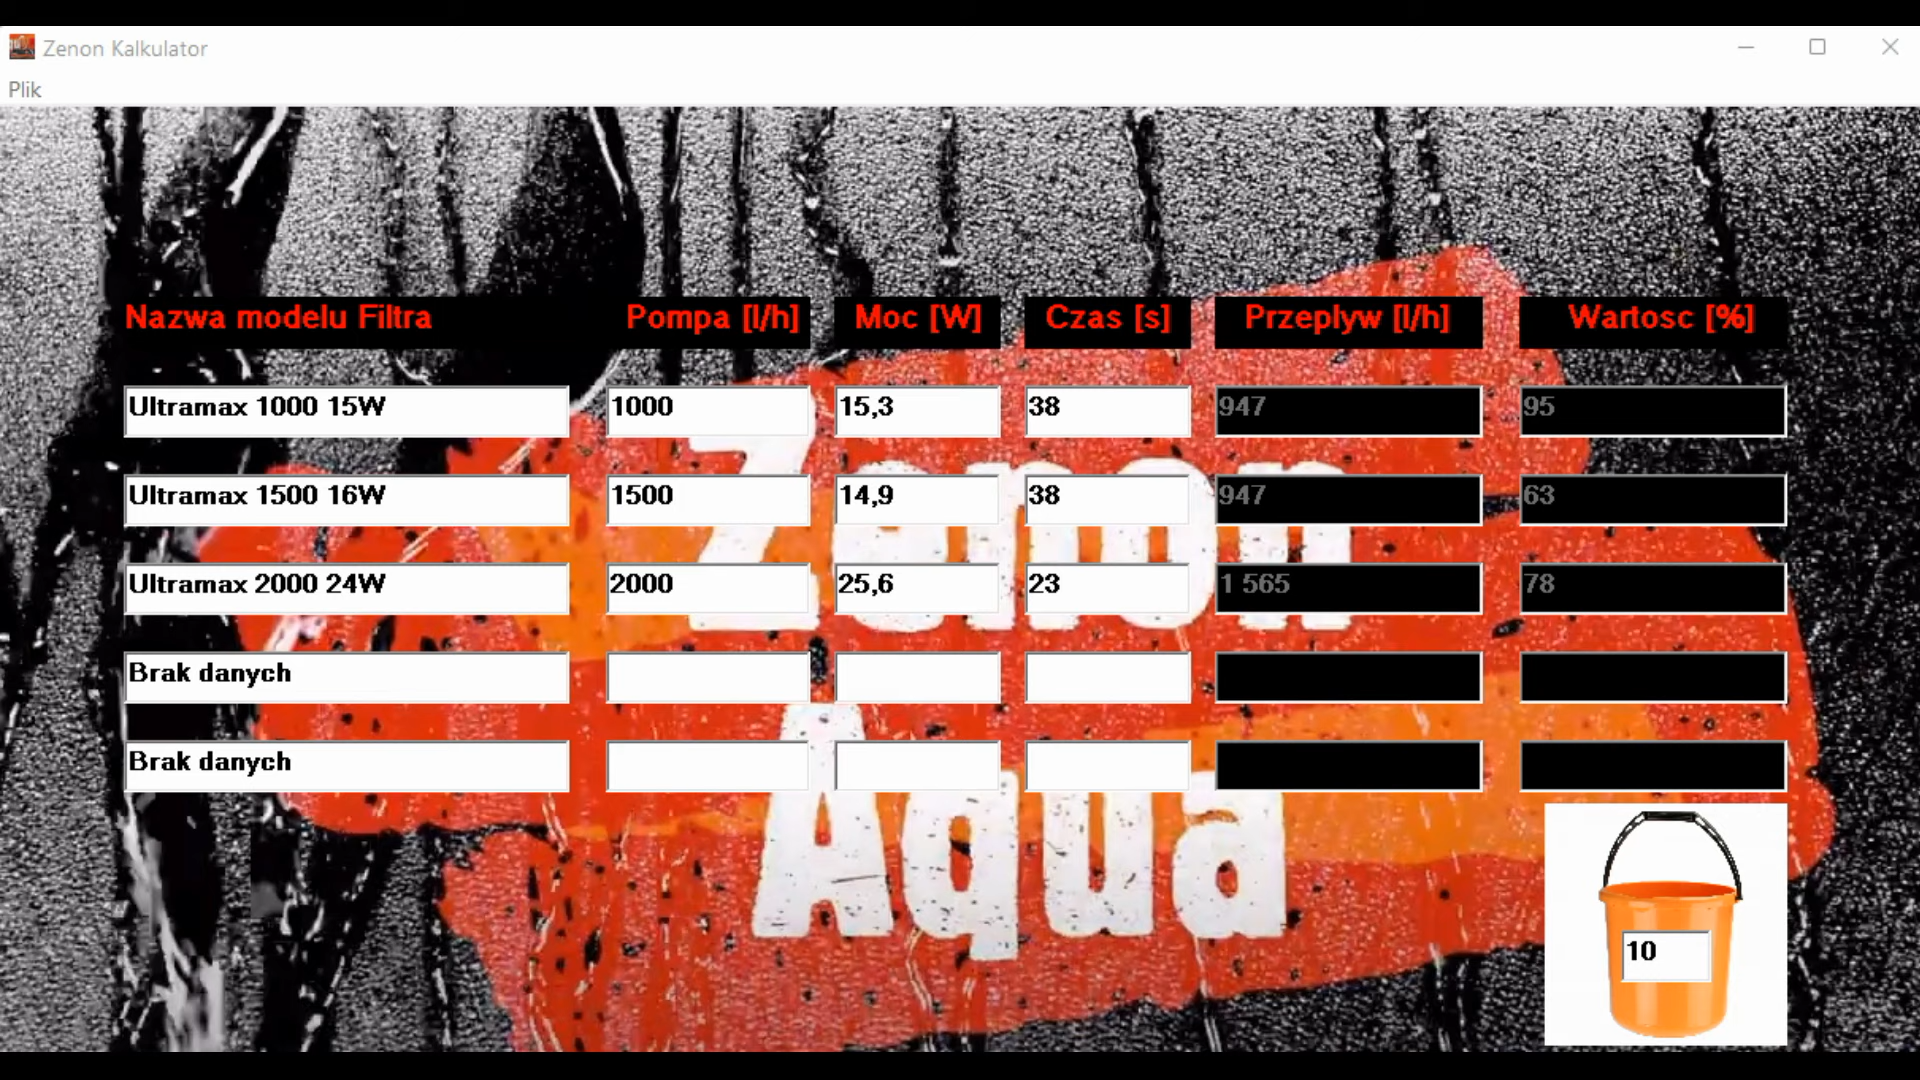 Zenon Kalkulator
Plik
Nazwa modelu Filtra Pompa [l/h] Moc [W] Czas [s] Przeplyw [l/h] Wartosc [%]
Ultramax 1000 15W 1000 15,3 38 947 95
Ultramax 1500 16W 1500 14,9 38 947 63
Ultramax 2000 24W 2000 25,6 23 1 565 78
Brak danych
Brak danych
Zenon
Aqua
10